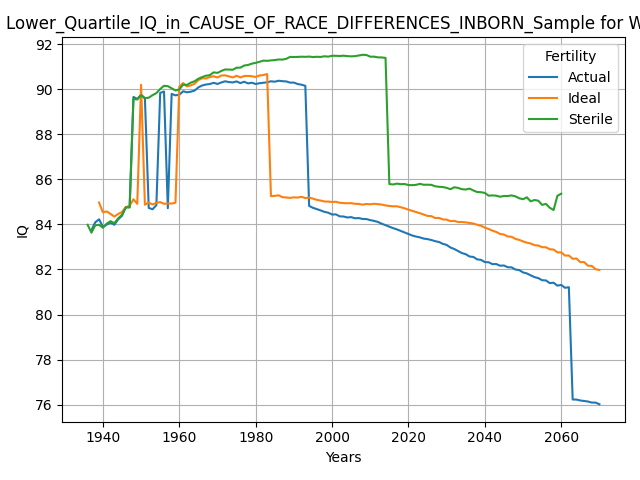 Lower_Quartile_IQ_in_CAUSE_OF_RACE_DIFFERENCES_INBORN_Sample for W
Fertility
Actual
Ideal
Sterile
IQ
92
90
88
86
84
82
80
78
76
1940 1960 1980 2000 2020 2040 2060
Years